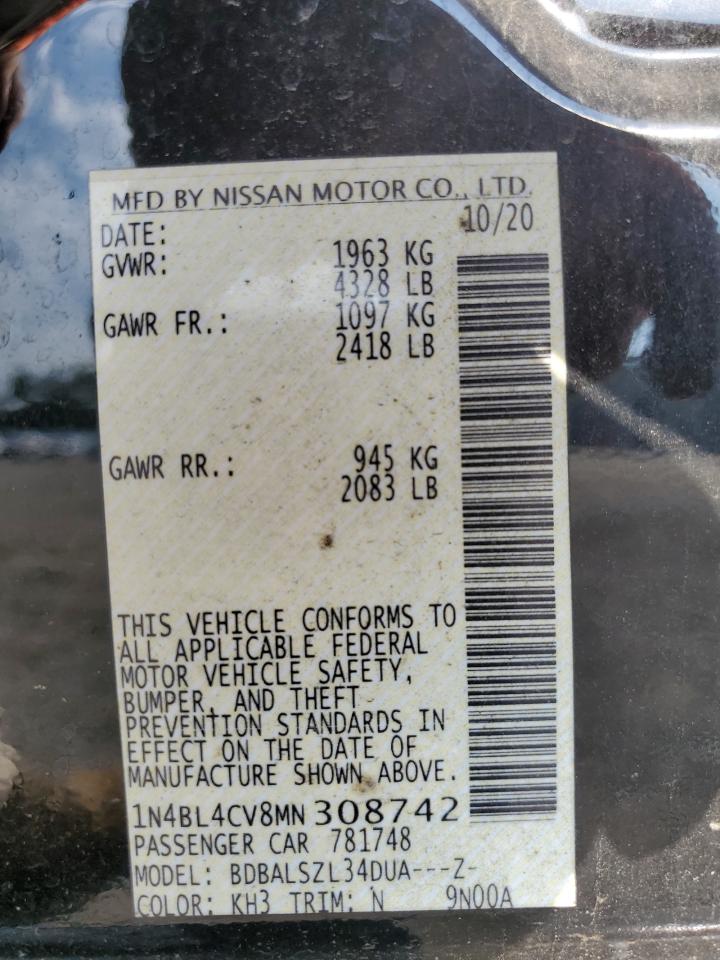 MFD BY NISSAN MOTOR CO., LTD.
DATE: 10/20
GVWR: 1963 KG
4328 LB
GAWR FR.: 1097 KG
2418 LB
GAWR RR.: 945 KG
2083 LB
THIS VEHICLE CONFORMS TO
ALL APPLICABLE FEDERAL
MOTOR VEHICLE SAFETY,
BUMPER, AND THEFT
PREVENTION STANDARDS IN
EFFECT ON THE DATE OF
MANUFACTURE SHOWN ABOVE.
1N4BL4CV8MN308742
PASSENGER CAR 781748
MODEL: BDBALSZL34DUA---Z-
COLOR: KH3 TRIM: N 9N00A